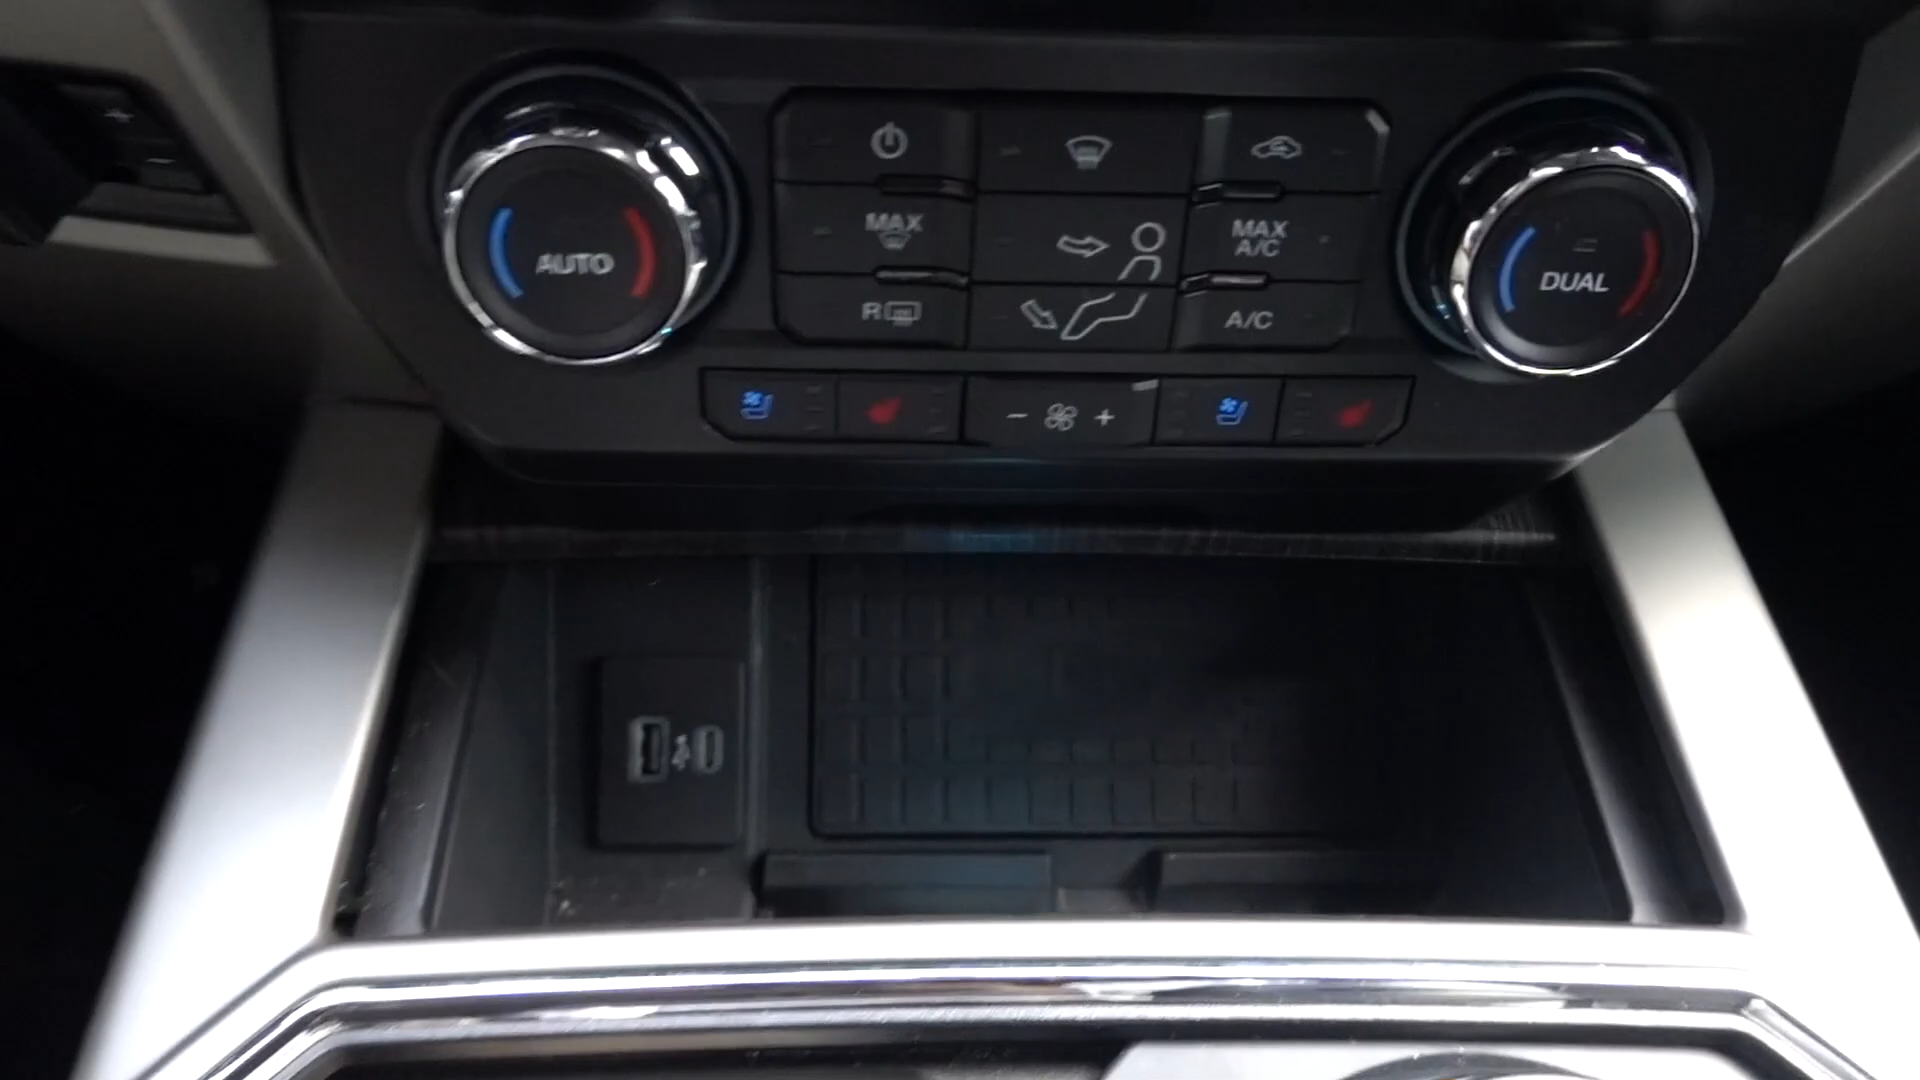 MAX
MAX
A/C
AUTO
DUAL
R
A/C
- +